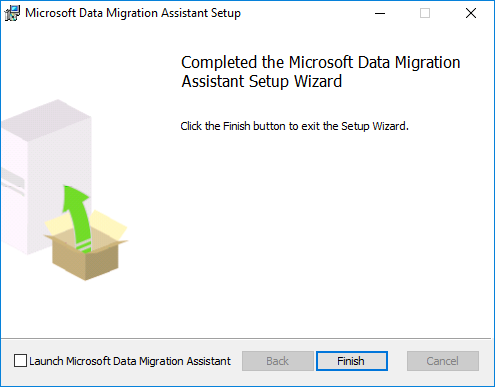 Microsoft Data Migration Assistant Setup
Completed the Microsoft Data Migration
Assistant Setup Wizard
Click the Finish button to exit the Setup Wizard.
Launch Microsoft Data Migration Assistant
Back
Finish
Cancel